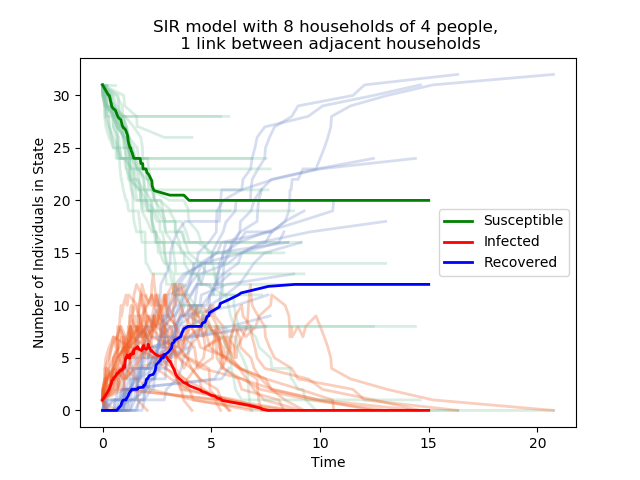 SIR model with 8 households of 4 people,
1 link between adjacent households
Number of Individuals in State
30
25
20
15
10
5
0
Susceptible
Infected
Recovered
0 5 10 15 20
Time